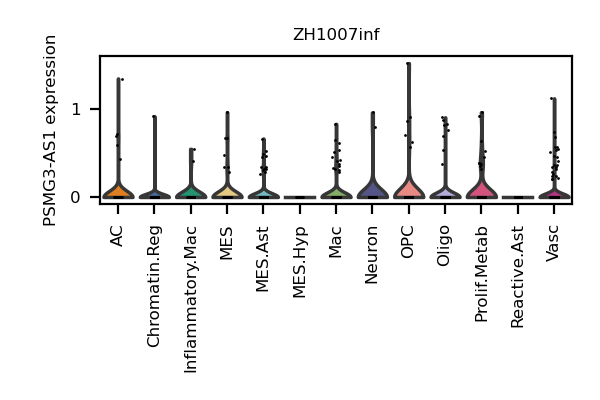 ZH1007inf
PSMG3-AS1 expression
1
0
AC
Chromatin.Reg
Inflammatory.Mac
MES
MES.Ast
MES.Hyp
Mac
Neuron
OPC
Oligo
Prolif.Metab
Reactive.Ast
Vasc